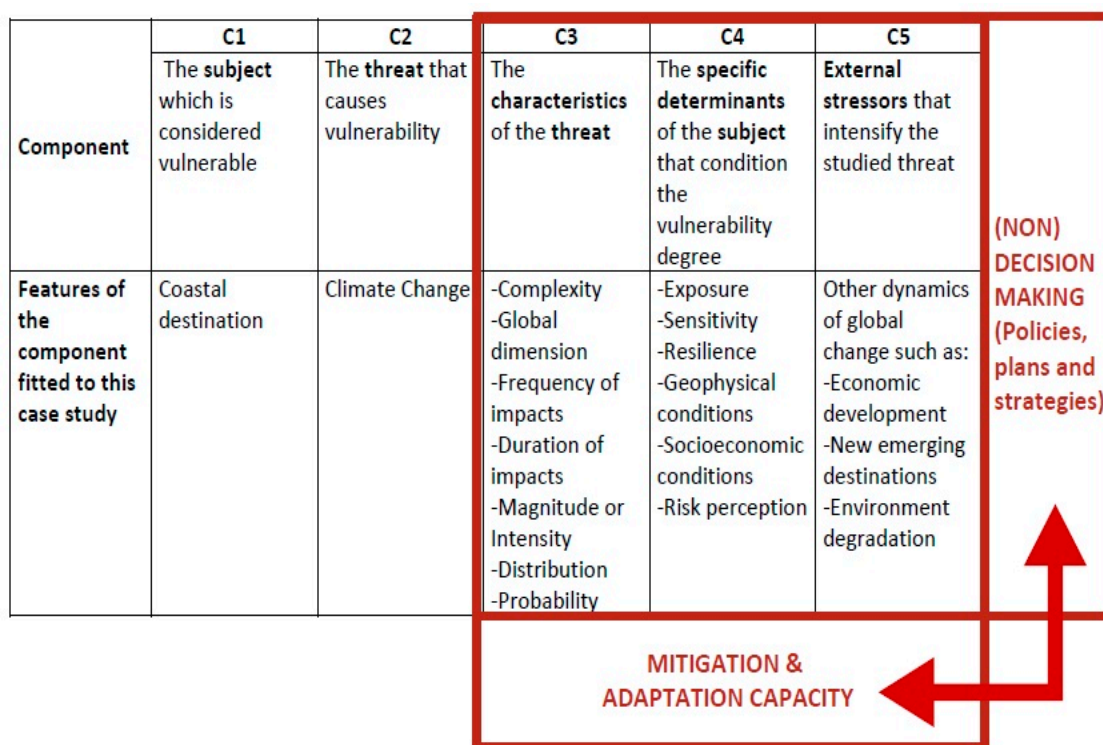 C1
C2
C3
C4
C5
Component
The subject
which is
considered
vulnerable
The threat that
causes
vulnerability
The
characteristics
of the threat
The specific
determinants
of the subject
that condition
the
vulnerability
degree
External
stressors that
intensify the
studied threat
Features of
the
component
fitted to this
case study
Coastal
destination
Climate Change
-Complexity
-Global
dimension
-Frequency of
impacts
-Duration of
impacts
-Magnitude or
Intensity
-Distribution
-Probability
-Exposure
-Sensitivity
-Resilience
-Geophysical
conditions
-Socioeconomic
conditions
-Risk perception
Other dynamics
of global
change such as:
-Economic
development
-New emerging
destinations
-Environment
degradation
(NON)
DECISION
MAKING
(Policies,
plans and
strategies)
MITIGATION &
ADAPTATION CAPACITY